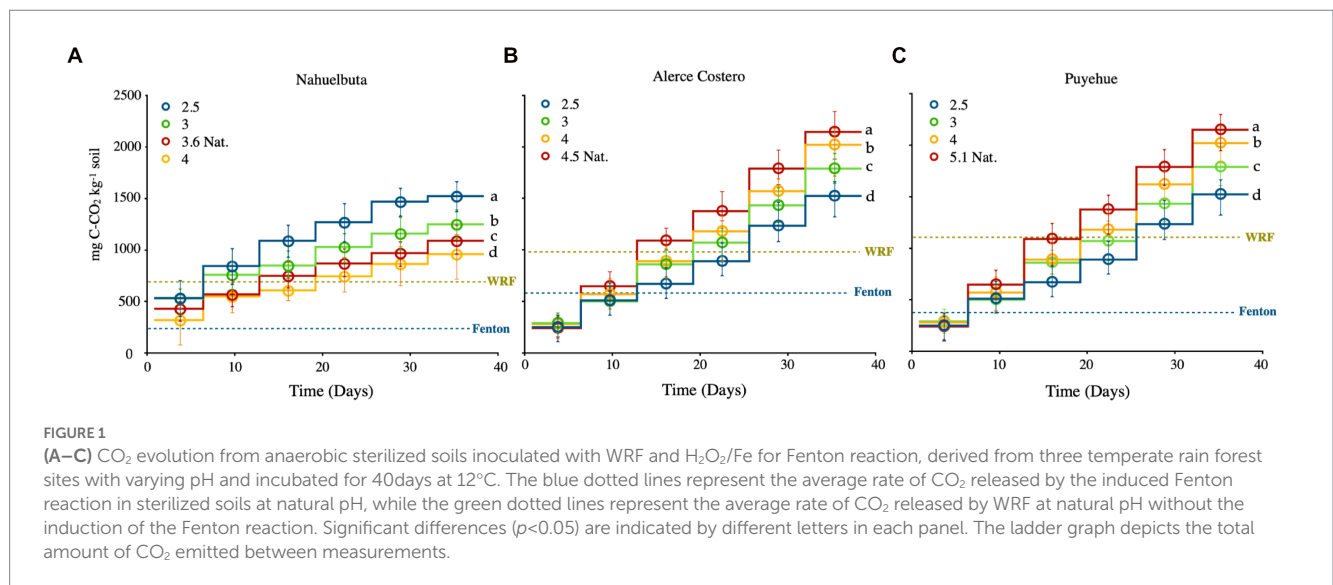 A
Nahuelbuta
2500
2000
1500
1000
500
0
mg C-CO₂ kg⁻¹ soil
2.5
3
3.6 Nat.
4
a
b
c
d
WRF
Fenton
0 10 20 30 40
Time (Days)
B
Alerce Costero
2.5
3
4
4.5 Nat.
a
b
c
d
WRF
Fenton
0 10 20 30 40
Time (Days)
C
Puyehue
2.5
3
4
5.1 Nat.
a
b
c
d
WRF
Fenton
0 10 20 30 40
Time (Days)
FIGURE 1
(A–C) CO₂ evolution from anaerobic sterilized soils inoculated with WRF and H₂O₂/Fe for Fenton reaction, derived from three temperate rain forest
sites with varying pH and incubated for 40days at 12°C. The blue dotted lines represent the average rate of CO₂ released by the induced Fenton
reaction in sterilized soils at natural pH, while the green dotted lines represent the average rate of CO₂ released by WRF at natural pH without the
induction of the Fenton reaction. Significant differences (p<0.05) are indicated by different letters in each panel. The ladder graph depicts the total
amount of CO₂ emitted between measurements.